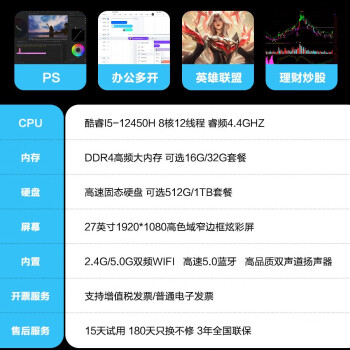 PS 办公多开 英雄联盟 理财炒股
CPU 酷睿I5-12450H 8核12线程 睿频4.4GHZ
内存 DDR4高频大内存 可选16G/32G套餐
硬盘 高速固态硬盘 可选512G/1TB套餐
屏幕 27英寸1920*1080高色域窄边框炫彩屏
内置 2.4G/5.0G双频WIFI 高速5.0蓝牙 高品质双声道扬声器
开票服务 支持增值税发票/普通电子发票
售后服务 15天试用 180天只换不修 3年全国联保